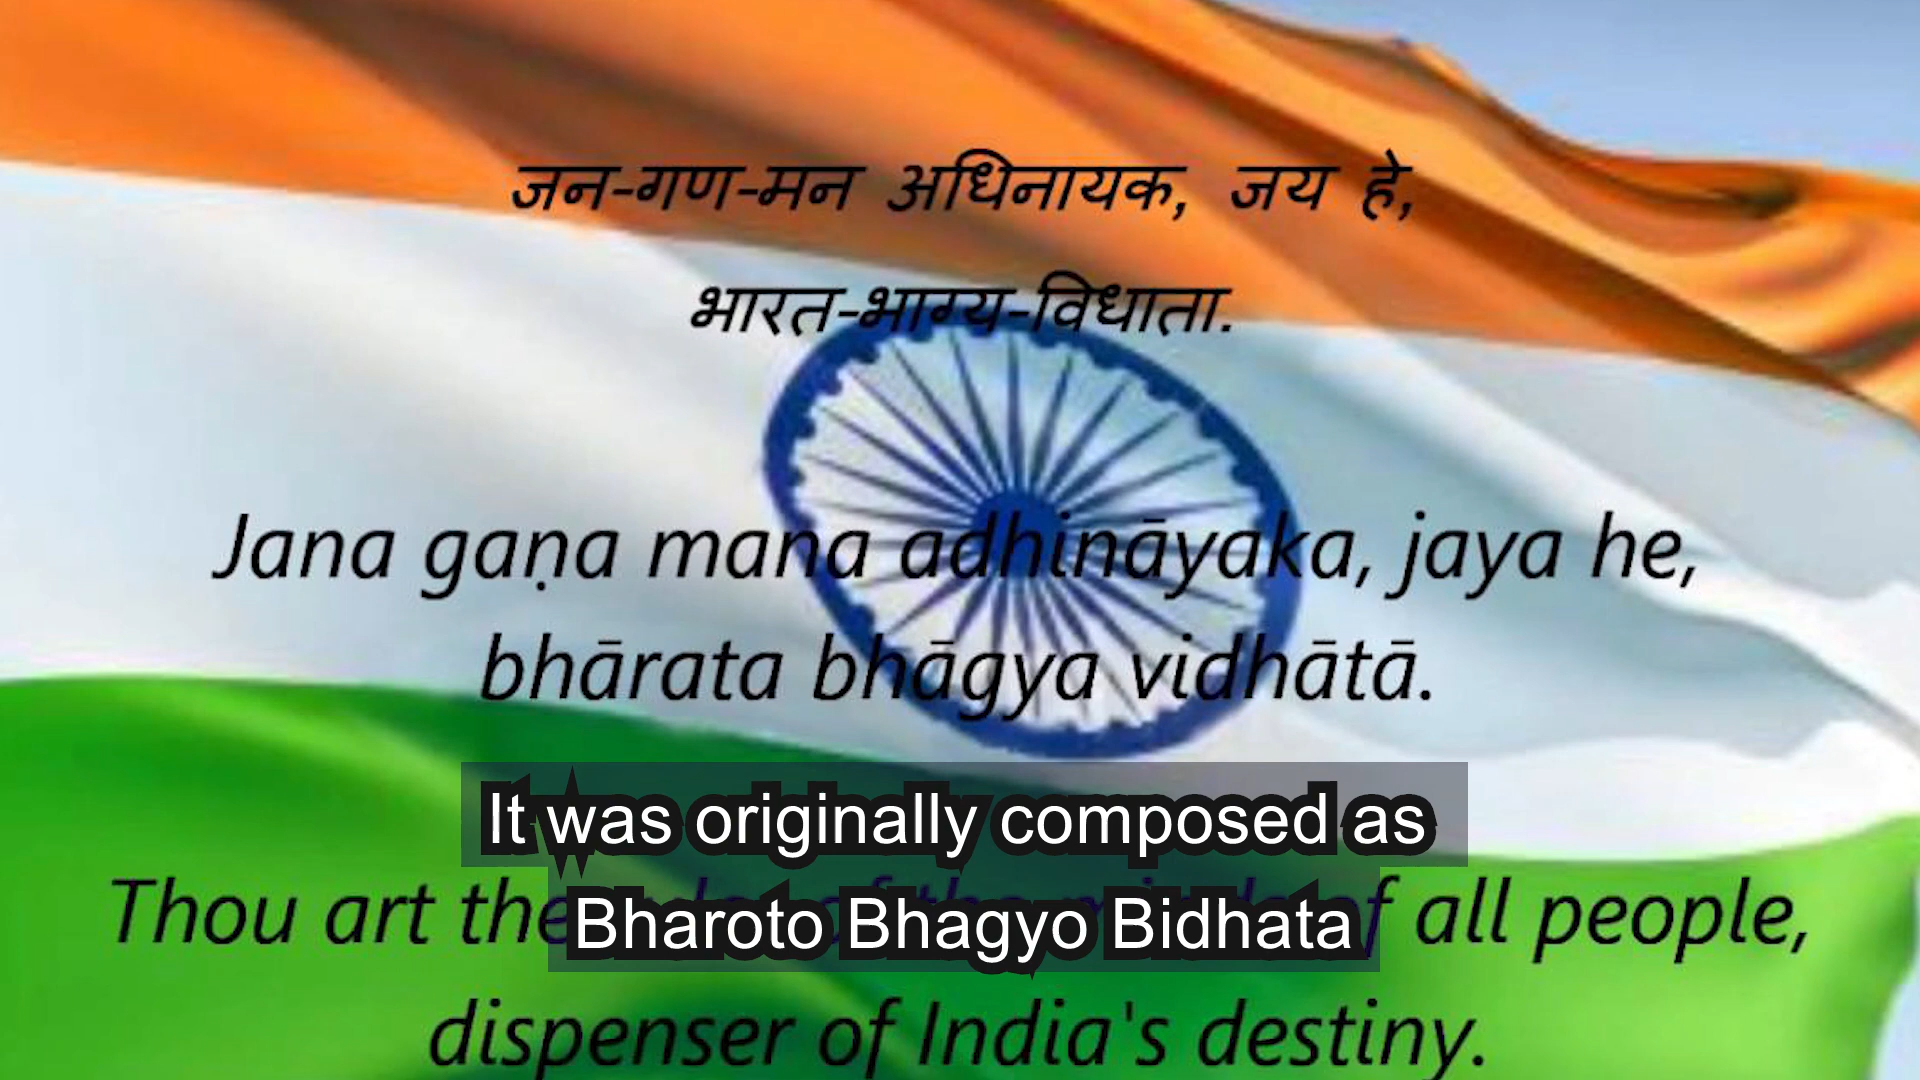 जन-गण-मन अधिनायक, जय हे,
भारत-भाग्य-विधाता.
Jana gaṇa mana adhināyaka, jaya he,
bhārata bhāgya vidhātā.
It was originally composed as
Thou art the of all people,
Bharoto Bhagyo Bidhata
dispenser of India's destiny.